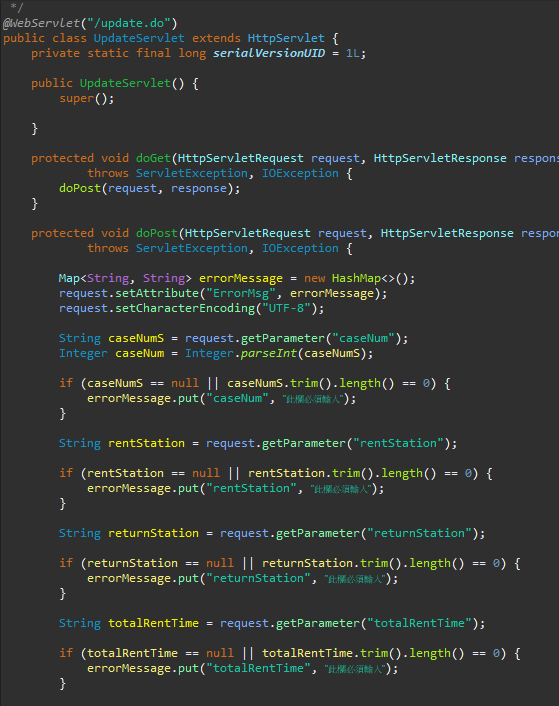 */
@WebServlet("/update.do")
public class UpdateServlet extends HttpServlet {
private static final long serialVersionUID = 1L;
public UpdateServlet() {
super();
}
protected void doGet(HttpServletRequest request, HttpServletResponse respons
throws ServletException, IOException {
doPost(request, response);
}
protected void doPost(HttpServletRequest request, HttpServletResponse respon
throws ServletException, IOException {
Map<String, String> errorMessage = new HashMap<>();
request.setAttribute("ErrorMsg", errorMessage);
request.setCharacterEncoding("UTF-8");
String caseNumS = request.getParameter("caseNum");
Integer caseNum = Integer.parseInt(caseNumS);
if (caseNumS == null || caseNumS.trim().length() == 0) {
errorMessage.put("caseNum", "此欄必須輸入");
}
String rentStation = request.getParameter("rentStation");
if (rentStation == null || rentStation.trim().length() == 0) {
errorMessage.put("rentStation", "此欄必須輸入");
}
String returnStation = request.getParameter("returnStation");
if (returnStation == null || returnStation.trim().length() == 0) {
errorMessage.put("returnStation", "此欄必須輸入");
}
String totalRentTime = request.getParameter("totalRentTime");
if (totalRentTime == null || totalRentTime.trim().length() == 0) {
errorMessage.put("totalRentTime", "此欄必須輸入");
}